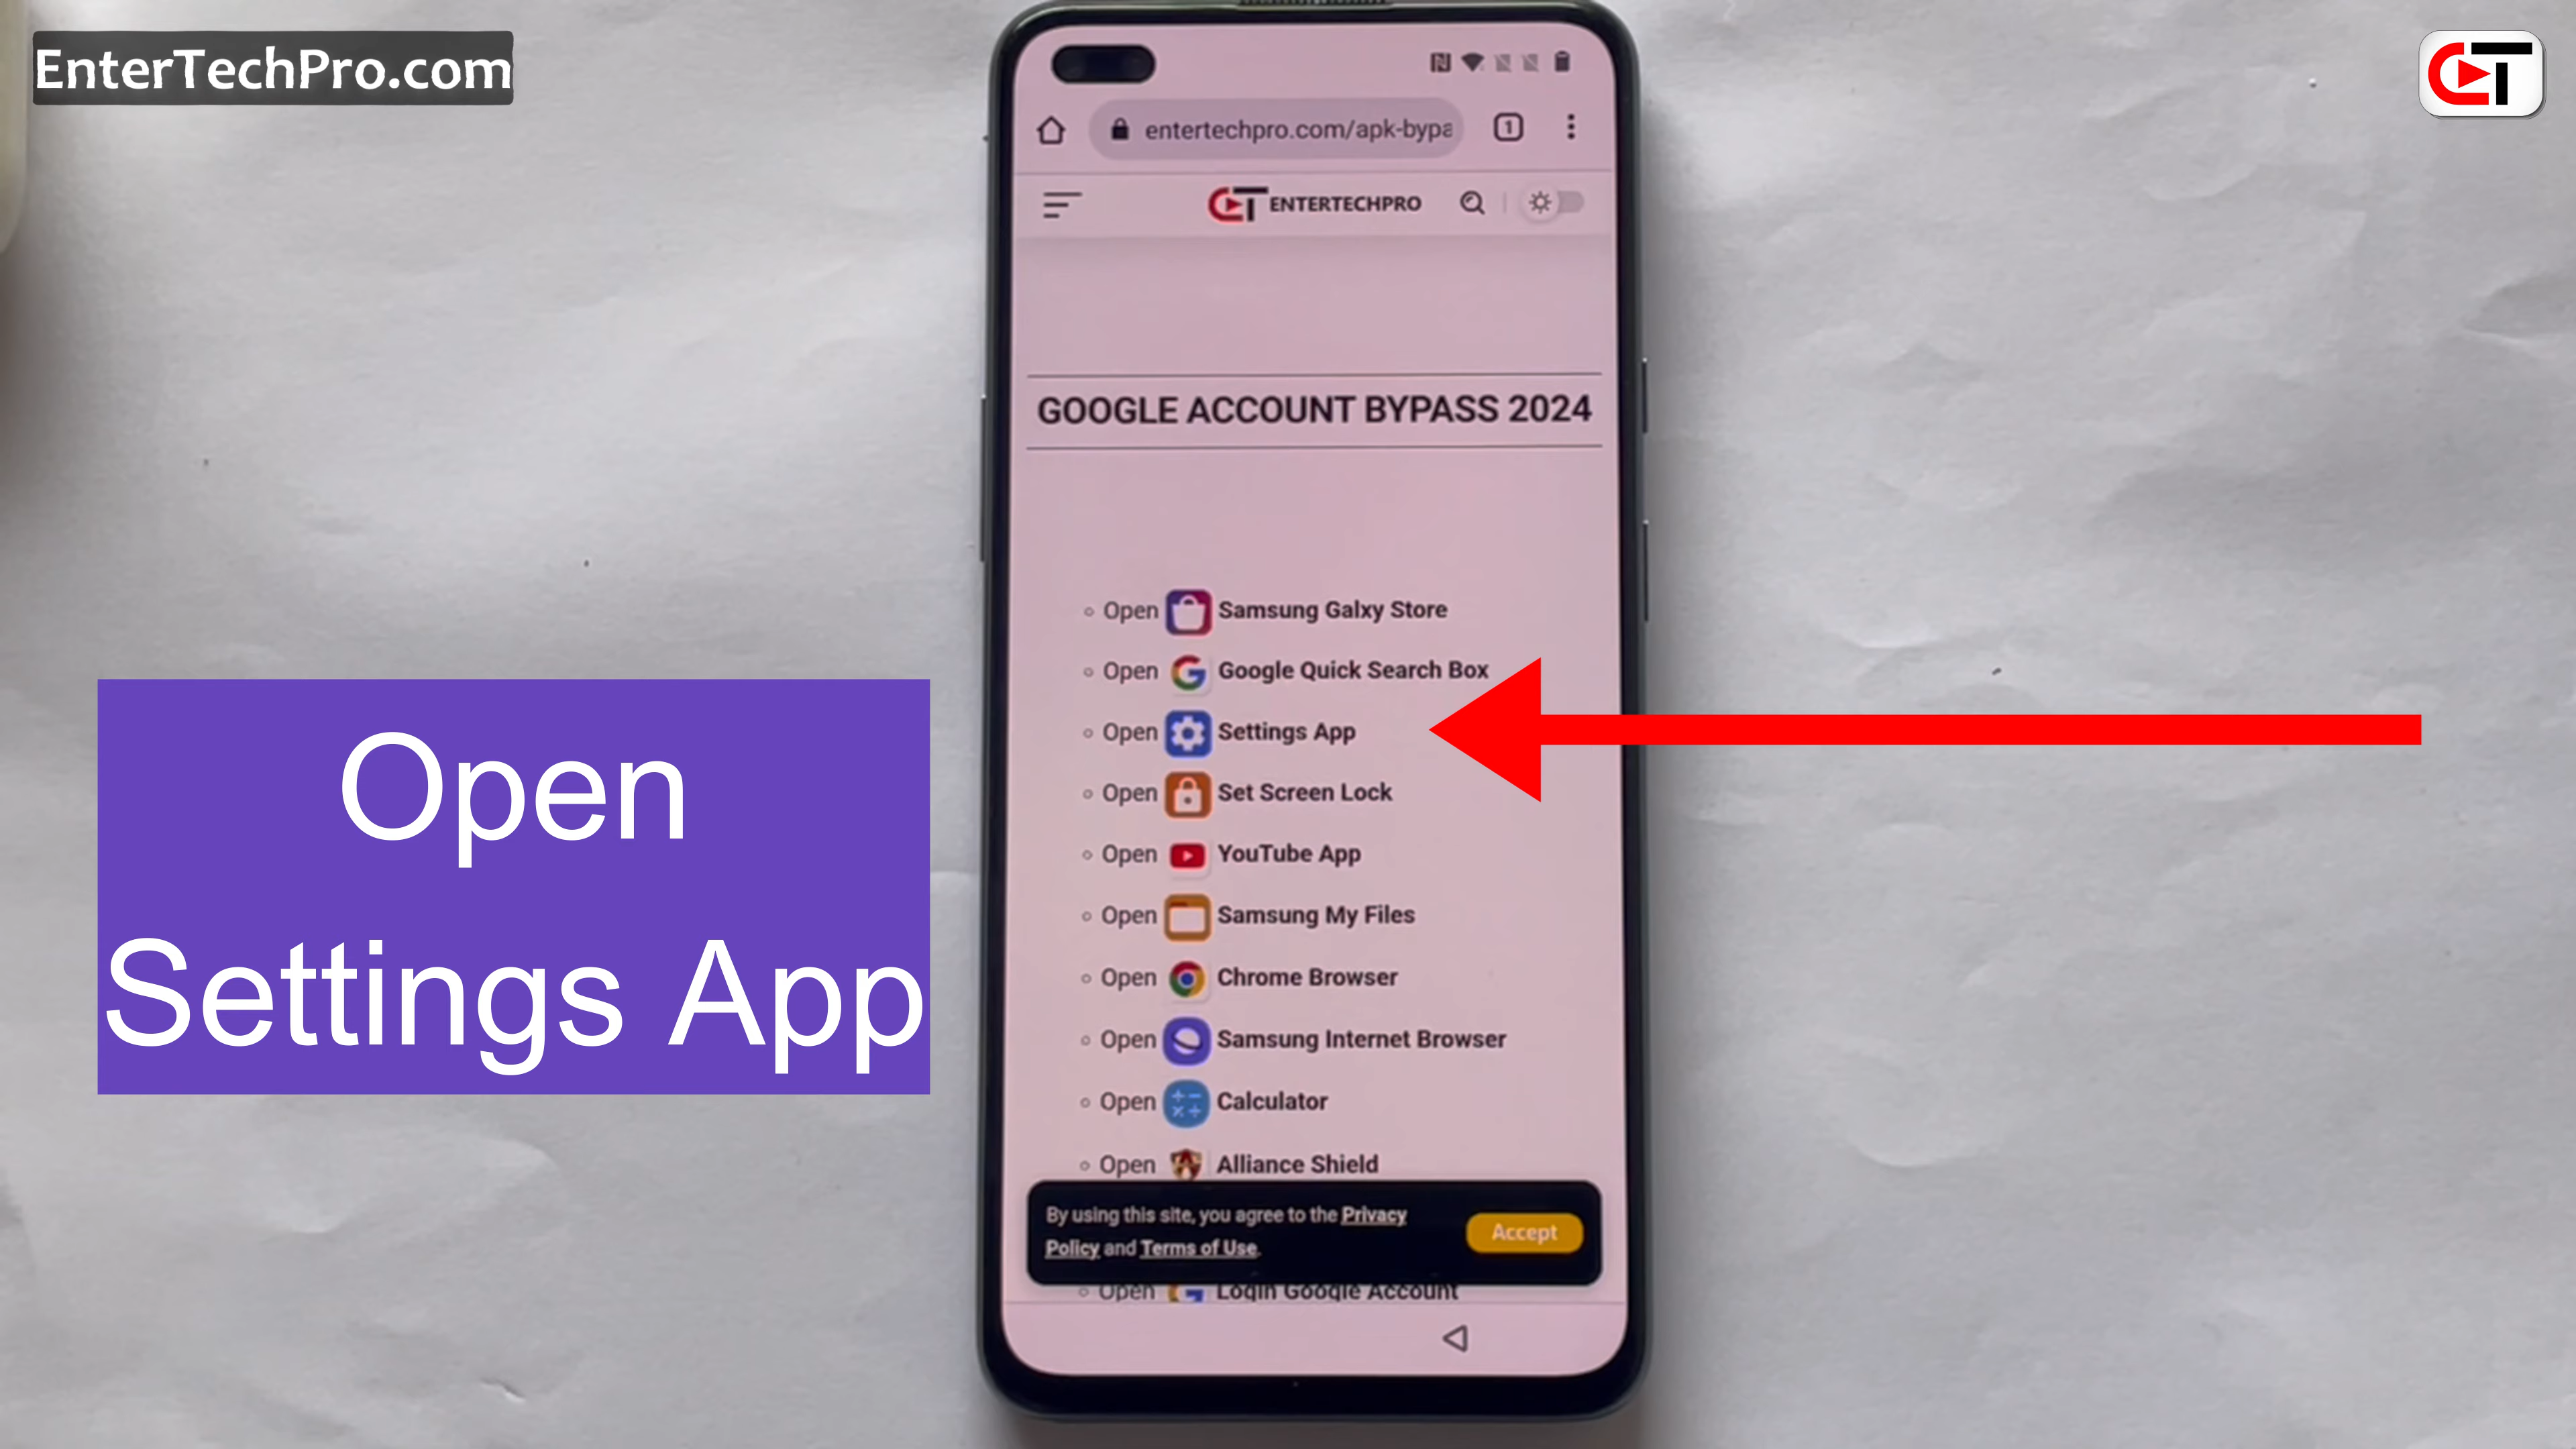 EnterTechPro.com
entertechpro.com/apk-bypa
1
ENTERTECHPRO
GOOGLE ACCOUNT BYPASS 2024
Open Samsung Galxy Store
Open Google Quick Search Box
Open Settings App
Open Set Screen Lock
Open YouTube App
Open Samsung My Files
Open Chrome Browser
Open Samsung Internet Browser
Open Calculator
Open Alliance Shield
By using this site, you agree to the Privacy
Policy and Terms of Use.
Accept
Open Login Google Account
Open
Settings App